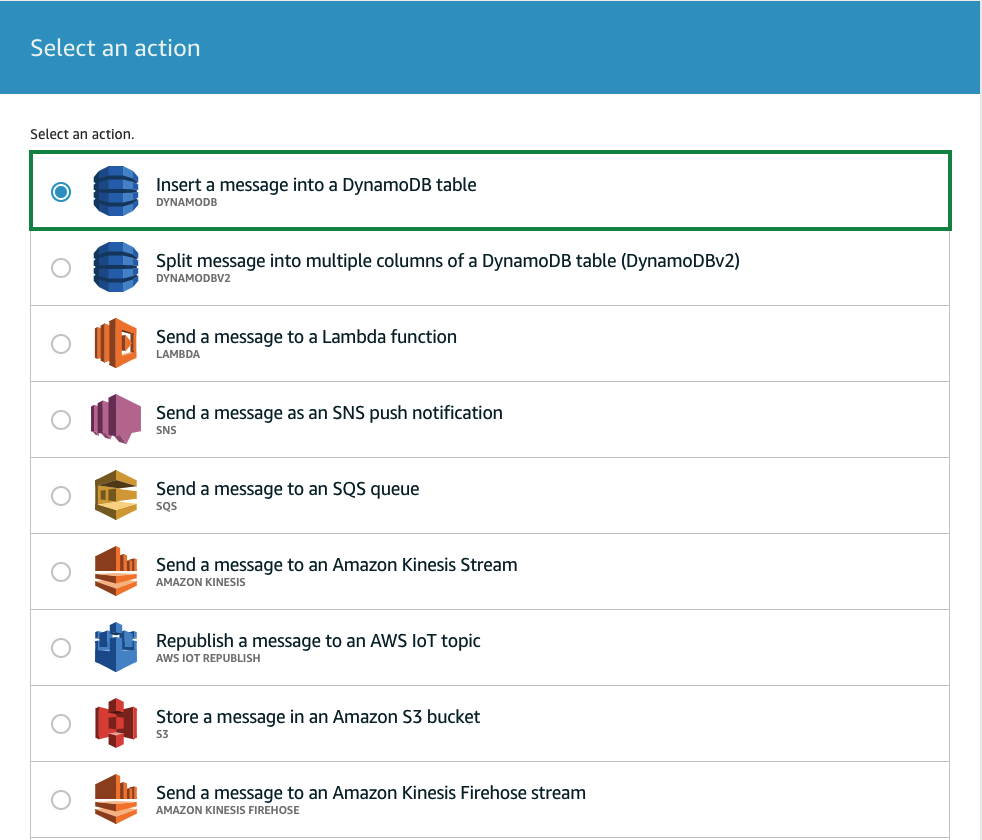 Select an action
Select an action.
Insert a message into a DynamoDB table
DYNAMODB
Split message into multiple columns of a DynamoDB table (DynamoDBv2)
DYNAMODBV2
Send a message to a Lambda function
LAMBDA
Send a message as an SNS push notification
SNS
Send a message to an SQS queue
SQS
Send a message to an Amazon Kinesis Stream
AMAZON KINESIS
Republish a message to an AWS IoT topic
AWS IOT REPUBLISH
Store a message in an Amazon S3 bucket
S3
Send a message to an Amazon Kinesis Firehose stream
AMAZON KINESIS FIREHOSE